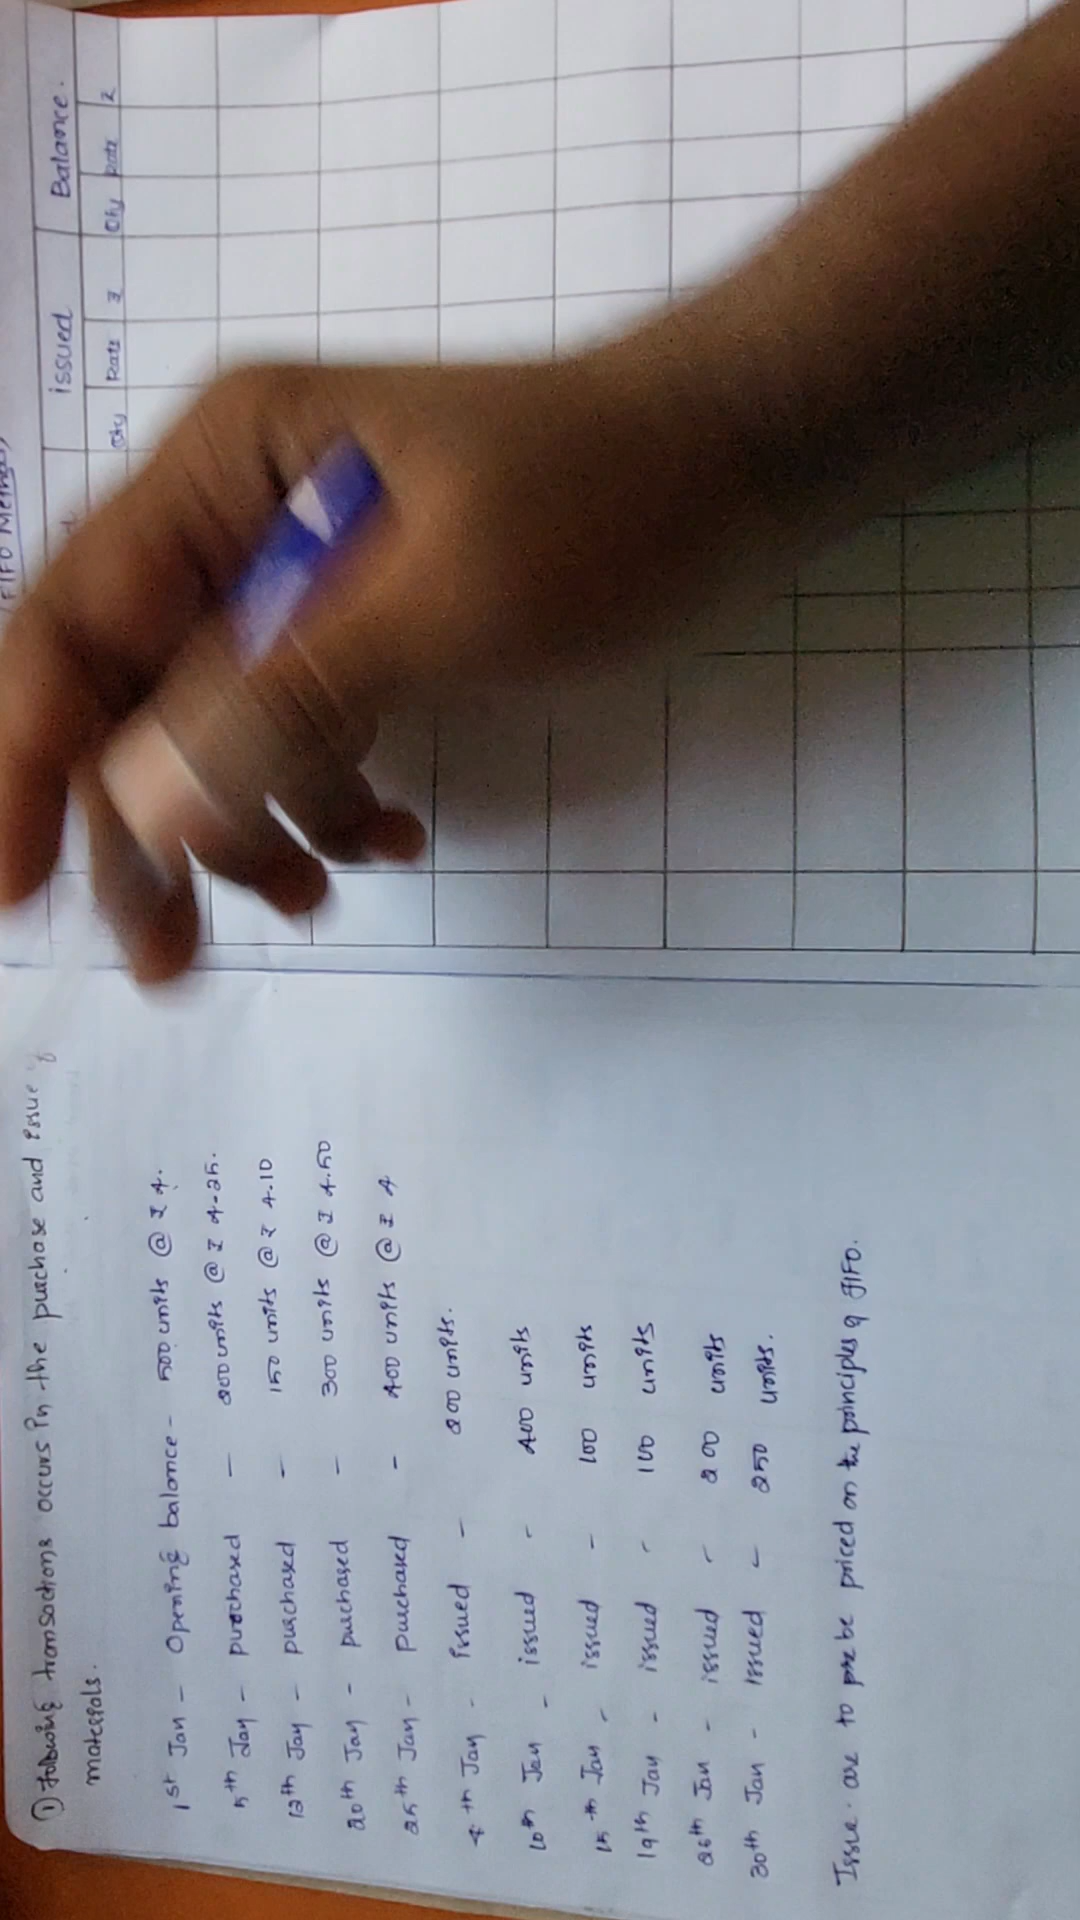 ① Following transactions occurs in the purchase and issue of
materials.
1st Jan - Opening balance - 500 units @ ₹ 4.
5th Jan - purchased - 200 units @ ₹ 4-25.
12th Jan - purchased - 150 units @ ₹ 4.10
20th Jan - purchased - 300 units @ ₹ 4.50
25th Jan - purchased - 400 units @ ₹ 4
4th Jan - issued - 200 units.
10th Jan - issued - 400 units
15th Jan - issued - 100 units
19th Jan - issued - 100 units
26th Jan - issued - 200 units
30th Jan - issued - 250 units.
Issue. are to be priced on the principles of FIFO.
(FIFO Method)
issued Balance.
Qty Rate ₹ Qty Rate ₹